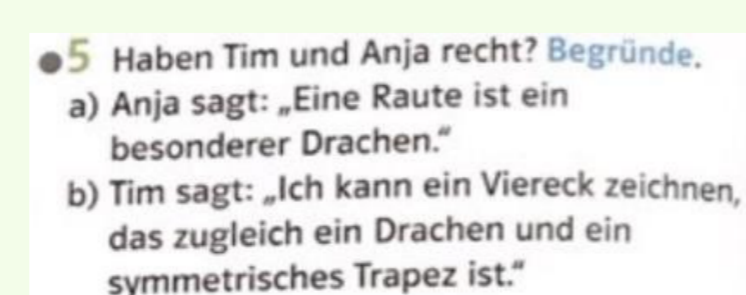 5 Haben Tim und Anja recht? Begründe.
a) Anja sagt: „Eine Raute ist ein
besonderer Drachen.“
b) Tim sagt: „Ich kann ein Viereck zeichnen,
das zugleich ein Drachen und ein
symmetrisches Trapez ist.“